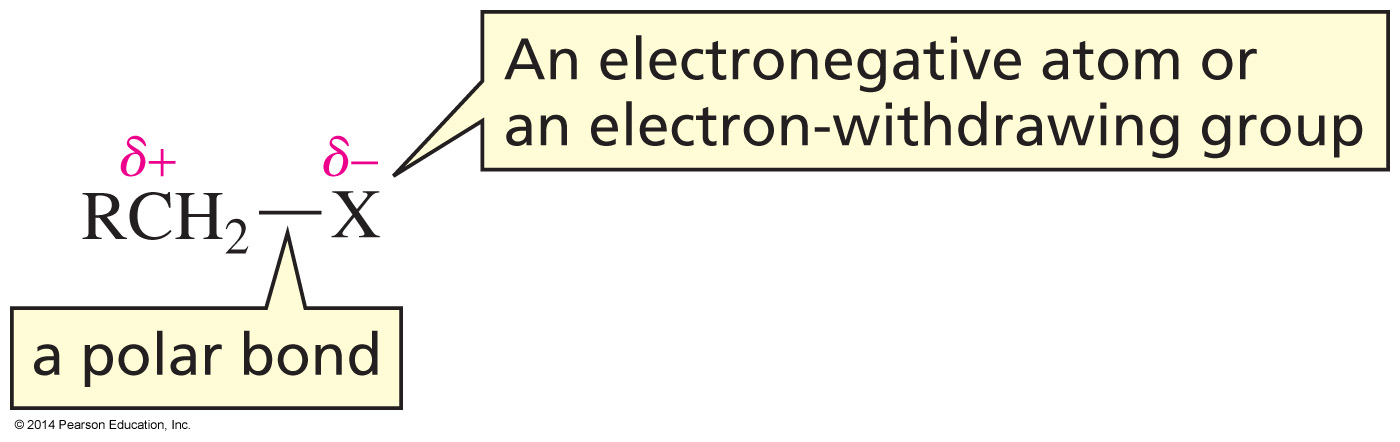 An electronegative atom or
an electron-withdrawing group
δ+ δ−
RCH₂—X
a polar bond
© 2014 Pearson Education, Inc.